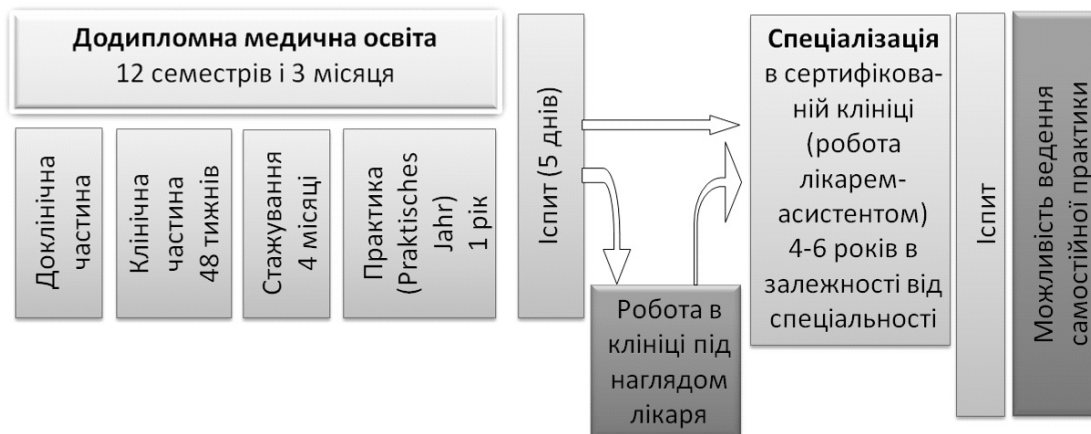 Додипломна медична освіта
12 семестрів і 3 місяця
Доклінічна
частина
Клінічна
частина
48 тижнів
Стажування
4 місяці
Практика
(Praktisches
Jahr)
1 рік
Іспит (5 днів)
Робота в
клініці під
наглядом
лікаря
Спеціалізація
в сертифікова-
ній клініці
(робота
лікарем-
асистентом)
4-6 років в
залежності від
спеціальності
Іспит
Можливість ведення
самостійної практики